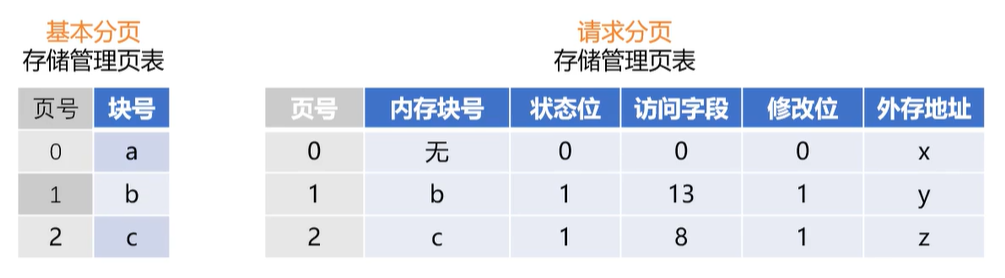 基本分页
存储管理页表
页号 块号
0 a
1 b
2 c
请求分页
存储管理页表
页号 内存块号 状态位 访问字段 修改位 外存地址
0 无 0 0 0 x
1 b 1 13 1 y
2 c 1 8 1 z